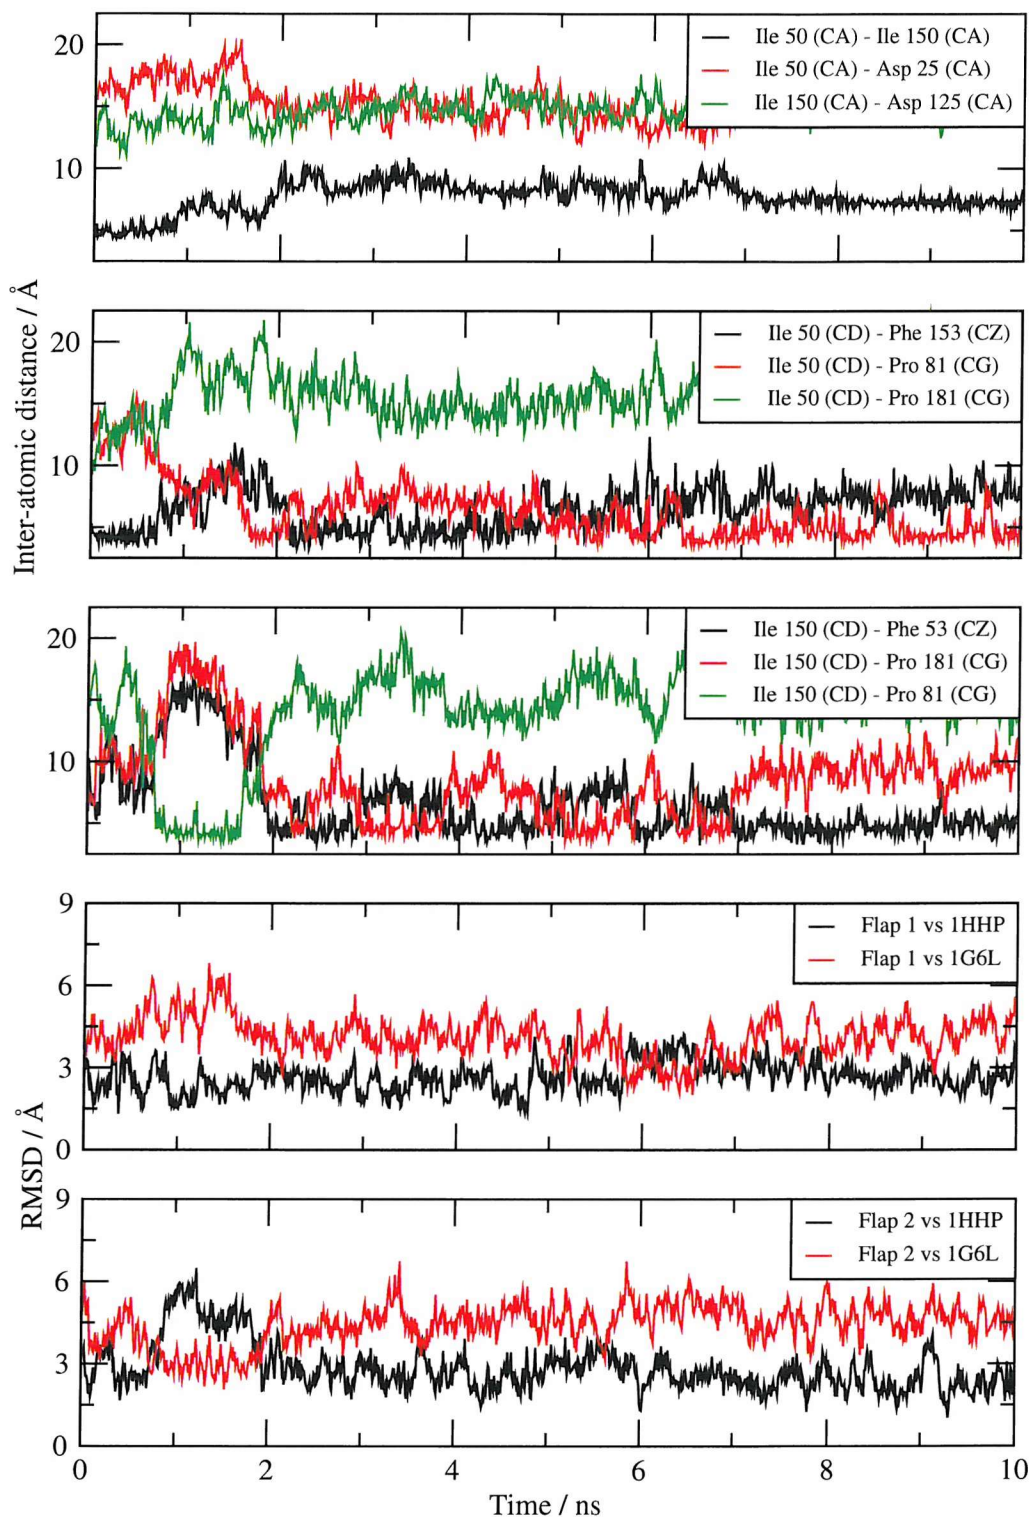 20
10
Ile 50 (CA) - Ile 150 (CA)
Ile 50 (CA) - Asp 25 (CA)
Ile 150 (CA) - Asp 125 (CA)
Inter-atomic distance / Å
20
10
Ile 50 (CD) - Phe 153 (CZ)
Ile 50 (CD) - Pro 81 (CG)
Ile 50 (CD) - Pro 181 (CG)
20
10
Ile 150 (CD) - Phe 53 (CZ)
Ile 150 (CD) - Pro 181 (CG)
Ile 150 (CD) - Pro 81 (CG)
RMSD / Å
9
6
3
0
Flap 1 vs 1HHP
Flap 1 vs 1G6L
9
6
3
0
Flap 2 vs 1HHP
Flap 2 vs 1G6L
0 2 4 6 8 10
Time / ns